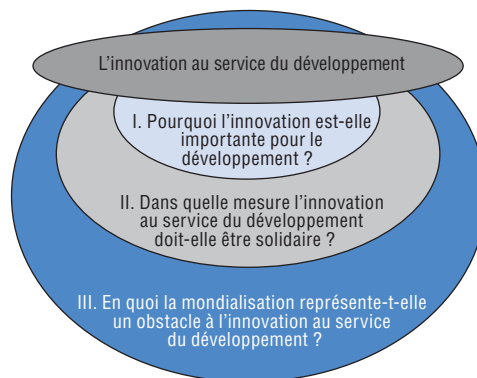 L’innovation au service du développement
I. Pourquoi l’innovation est-elle
importante pour le
développement ?
II. Dans quelle mesure l’innovation
au service du développement
doit-elle être solidaire ?
III. En quoi la mondialisation représente-t-elle
un obstacle à l’innovation au service
du développement ?